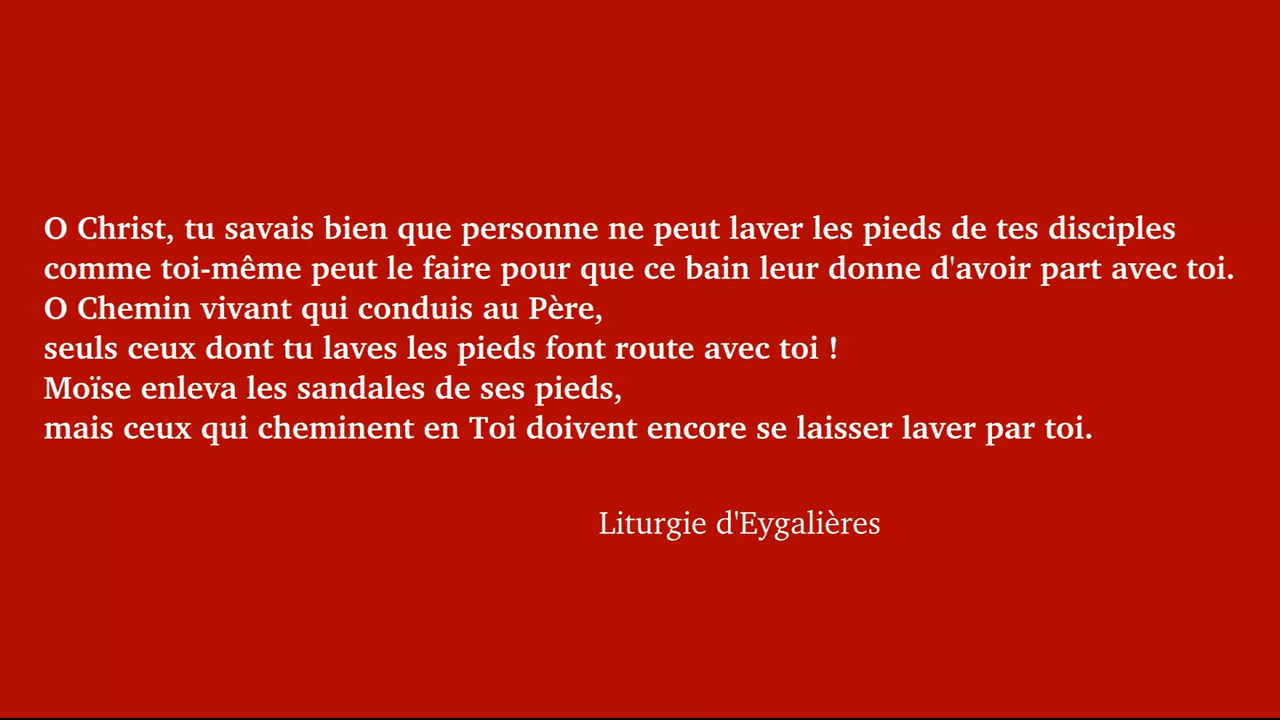 O Christ, tu savais bien que personne ne peut laver les pieds de tes disciples
comme toi-même peut le faire pour que ce bain leur donne d'avoir part avec toi.
O Chemin vivant qui conduis au Père,
seuls ceux dont tu laves les pieds font route avec toi !
Moïse enleva les sandales de ses pieds,
mais ceux qui cheminent en Toi doivent encore se laisser laver par toi.
Liturgie d'Eygalières